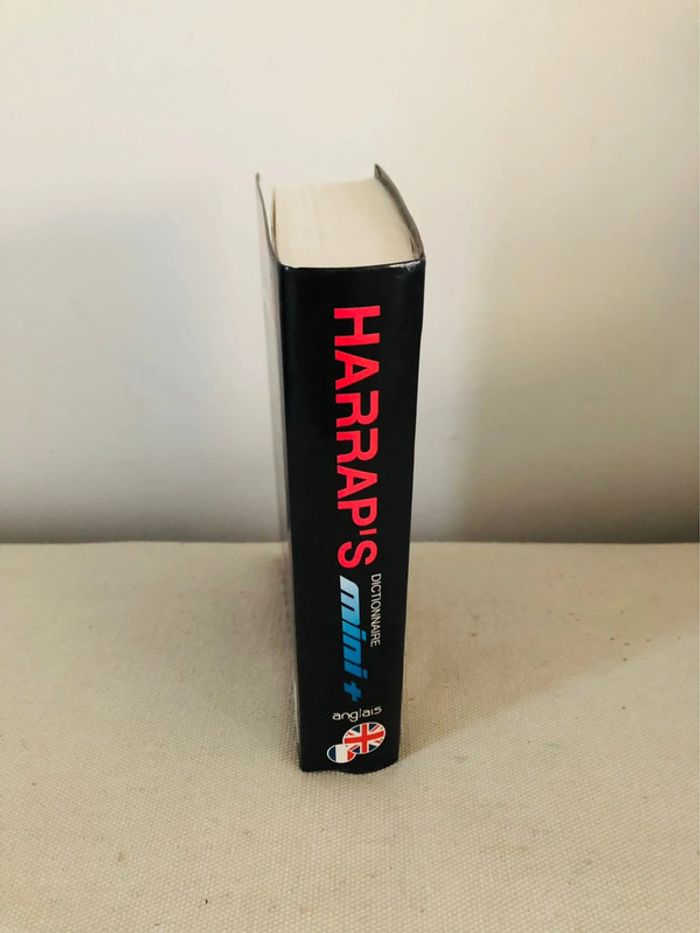 HARRAP'S
DICTIONNAIRE
mini+
anglais